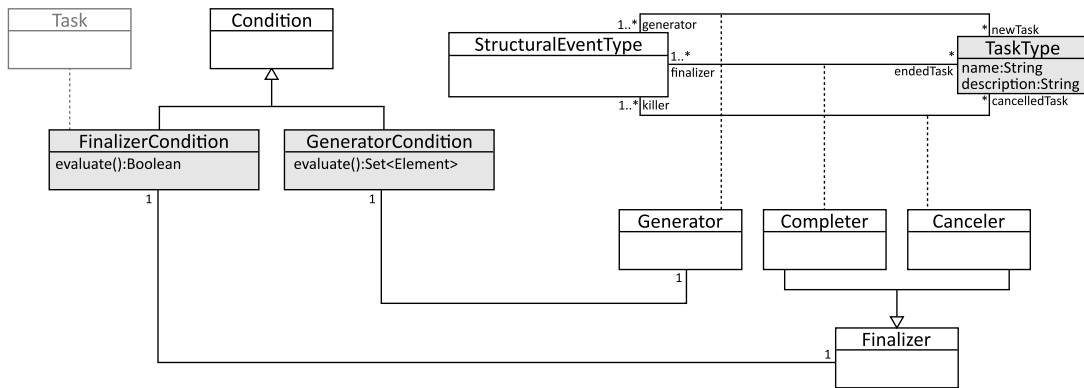 Task
Condition
1..* generator
* newTask
StructuralEventType
1..*
finalizer
*
endedTask
TaskType
name:String
description:String
1..* killer
* cancelledTask
FinalizerCondition
evaluate():Boolean
GeneratorCondition
evaluate():Set<Element>
1
1
Generator
Completer
Canceler
1
Finalizer
1